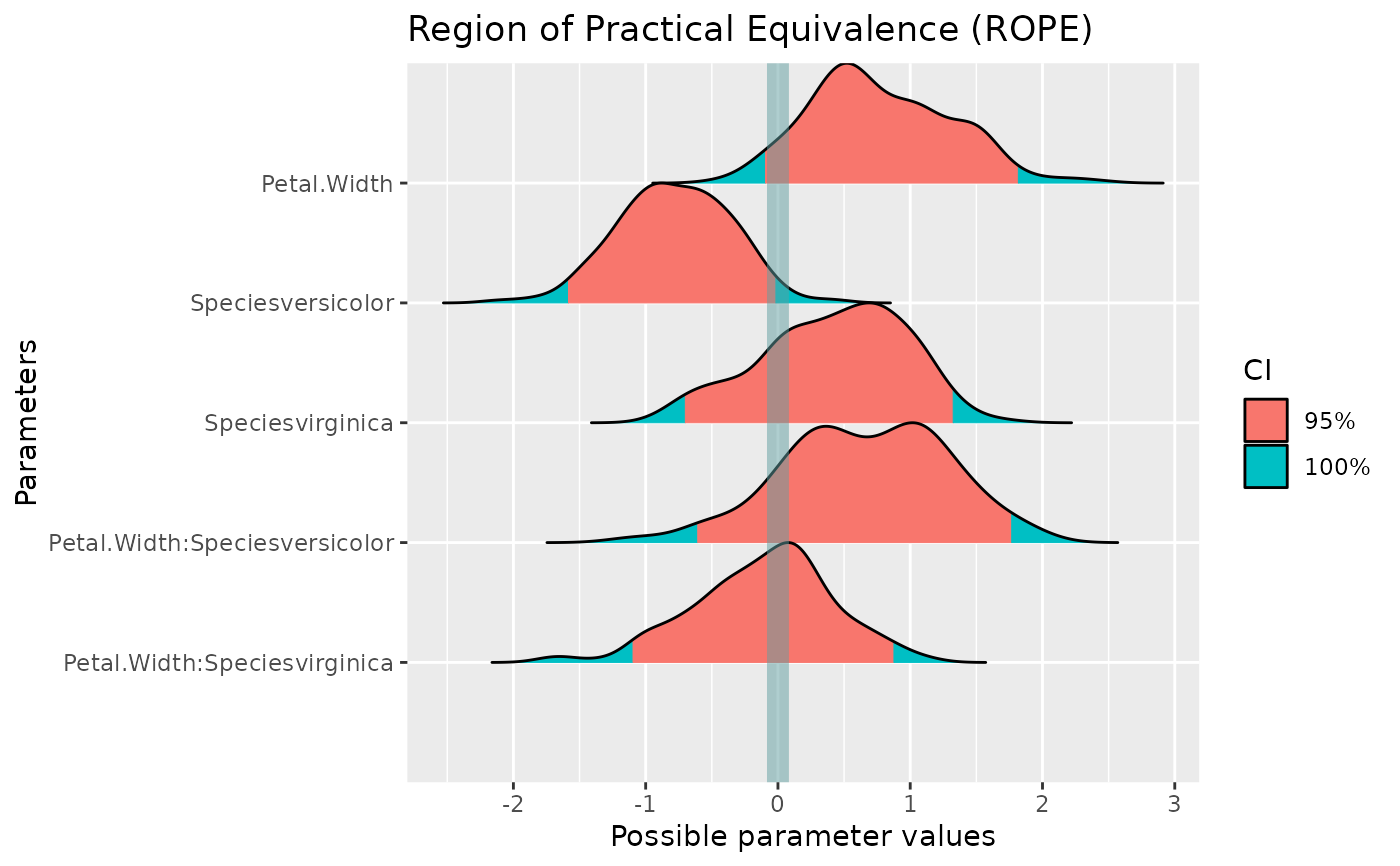 Region of Practical Equivalence (ROPE)
Parameters
Petal.Width
Speciesversicolor
Speciesvirginica
Petal.Width:Speciesversicolor
Petal.Width:Speciesvirginica
-2 -1 0 1 2 3
Possible parameter values
CI
95%
100%